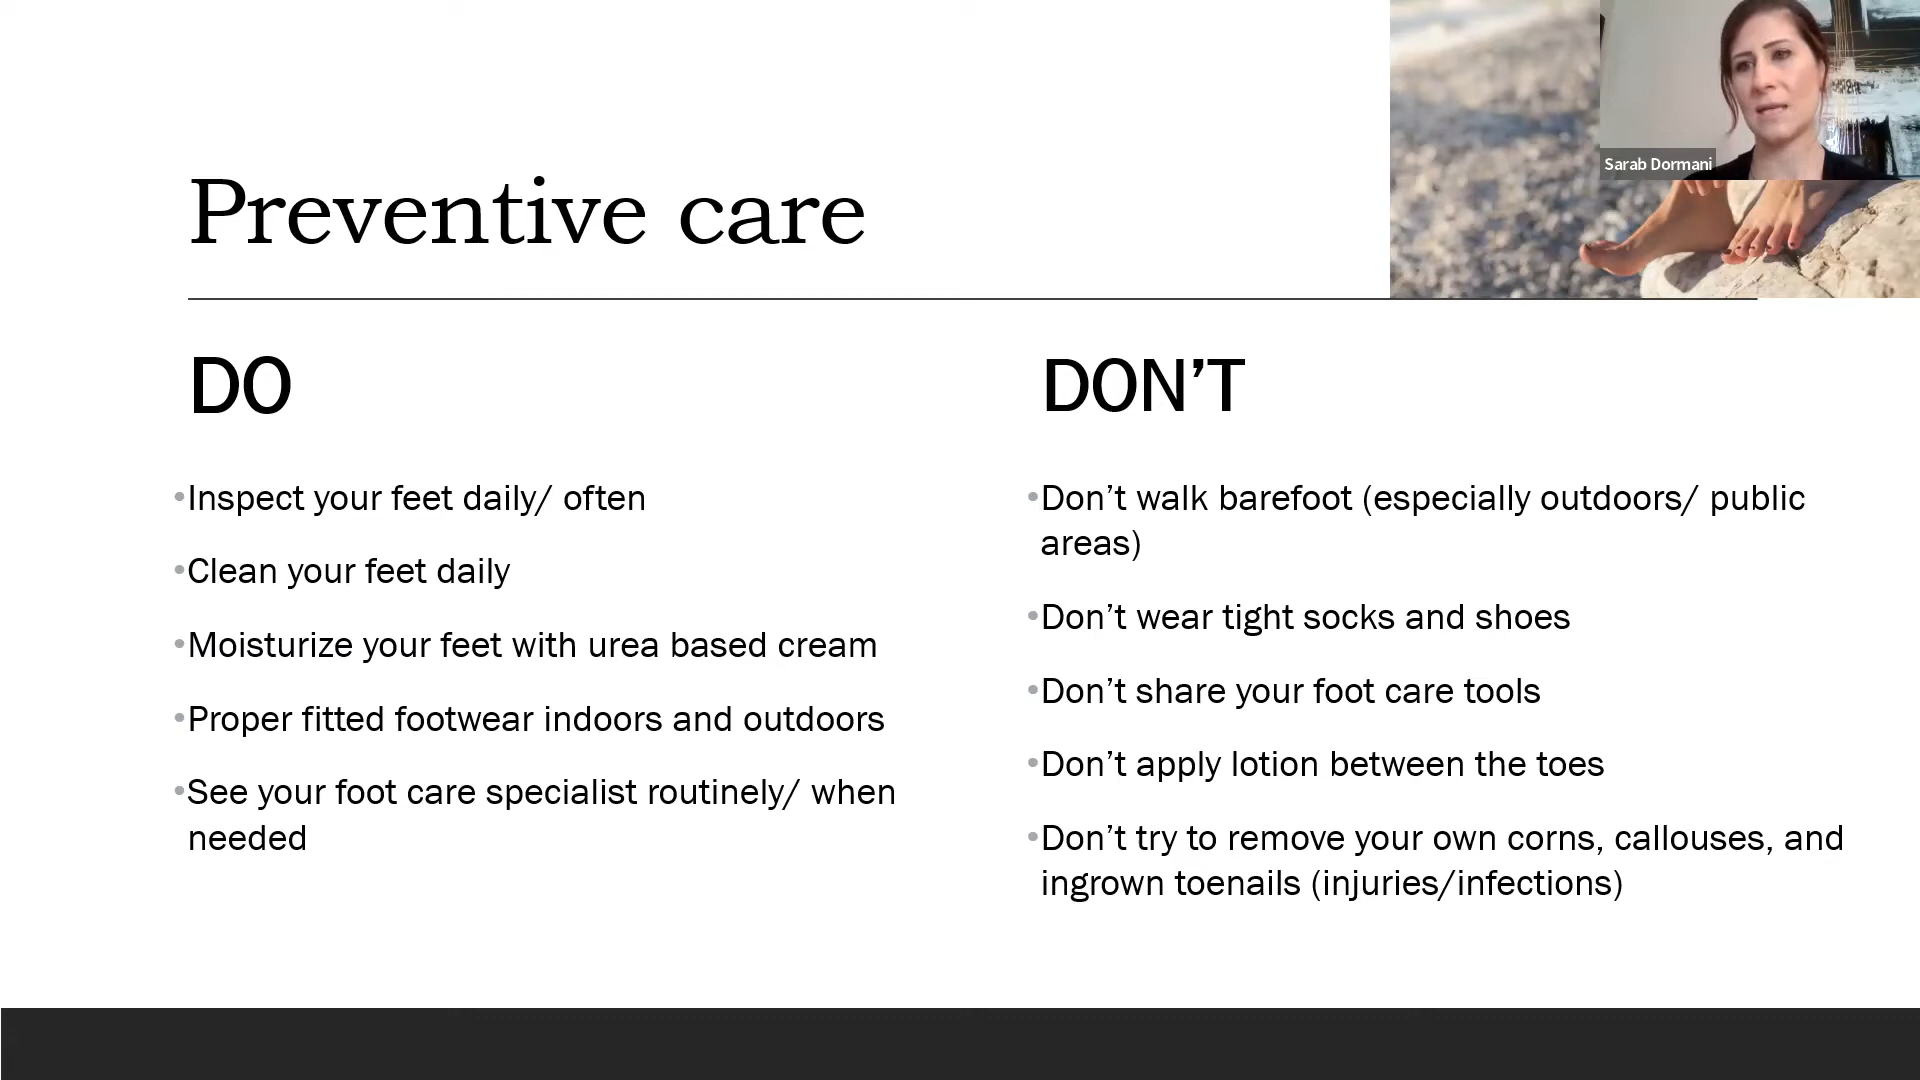 Sarab Dormani
Preventive care
DO
•Inspect your feet daily/ often
•Clean your feet daily
•Moisturize your feet with urea based cream
•Proper fitted footwear indoors and outdoors
•See your foot care specialist routinely/ when
needed
DON’T
•Don’t walk barefoot (especially outdoors/ public
areas)
•Don’t wear tight socks and shoes
•Don’t share your foot care tools
•Don’t apply lotion between the toes
•Don’t try to remove your own corns, callouses, and
ingrown toenails (injuries/infections)